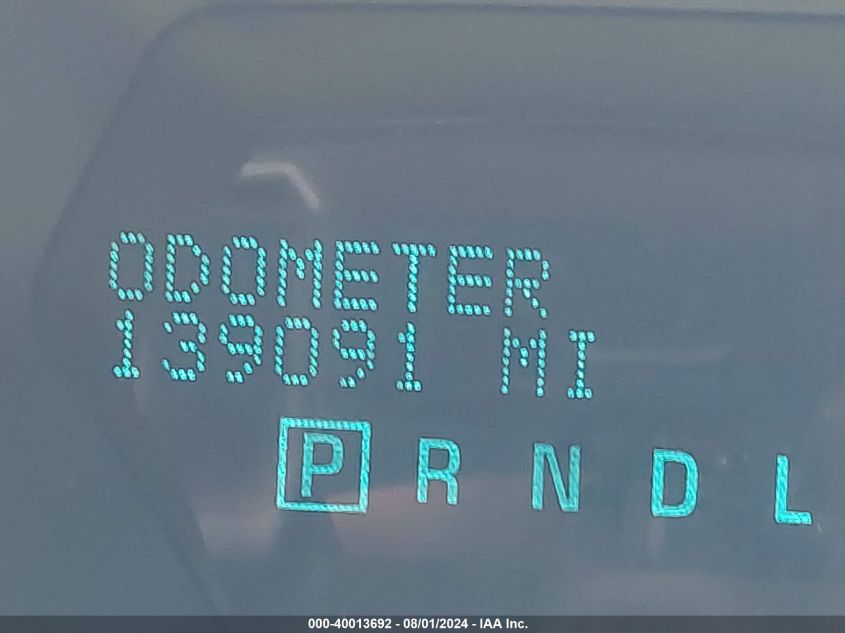 ODOMETER
139091 MI
P R N D L
000-40013692 - 08/01/2024 - IAA Inc.